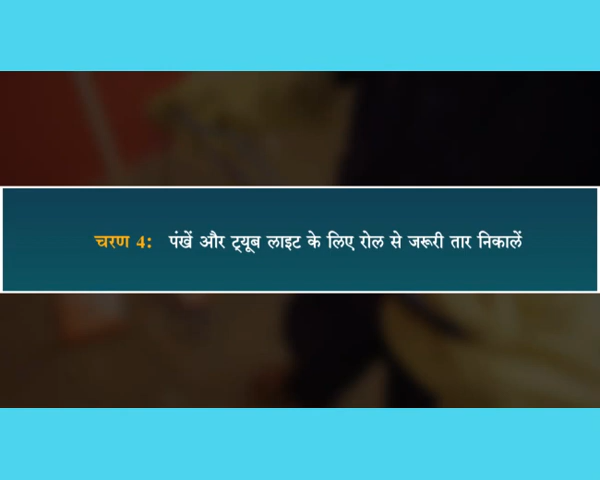 चरण 4: पंखें और ट्यूब लाइट के लिए रोल से जरूरी तार निकालें